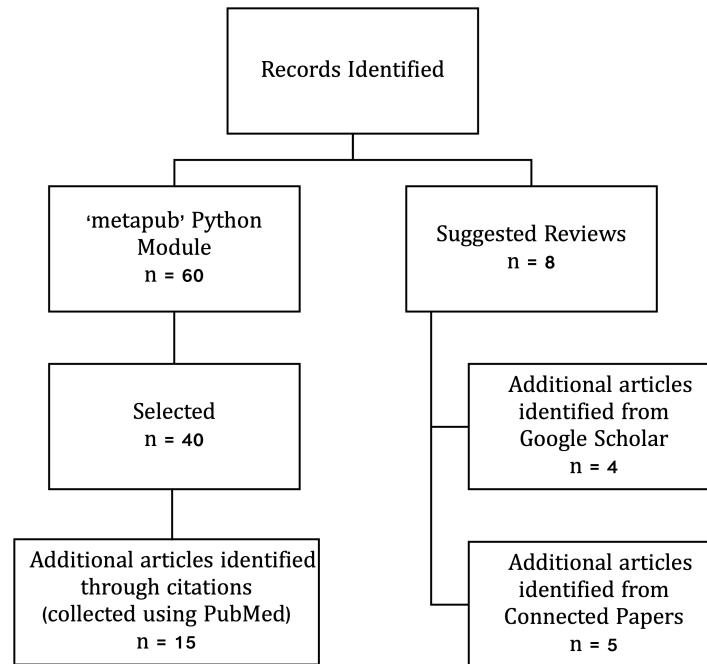 Records Identified
‘metapub’ Python
Module
n = 60
Suggested Reviews
n = 8
Selected
n = 40
Additional articles
identified from
Google Scholar
n = 4
Additional articles identified
through citations
(collected using PubMed)
n = 15
Additional articles
identified from
Connected Papers
n = 5